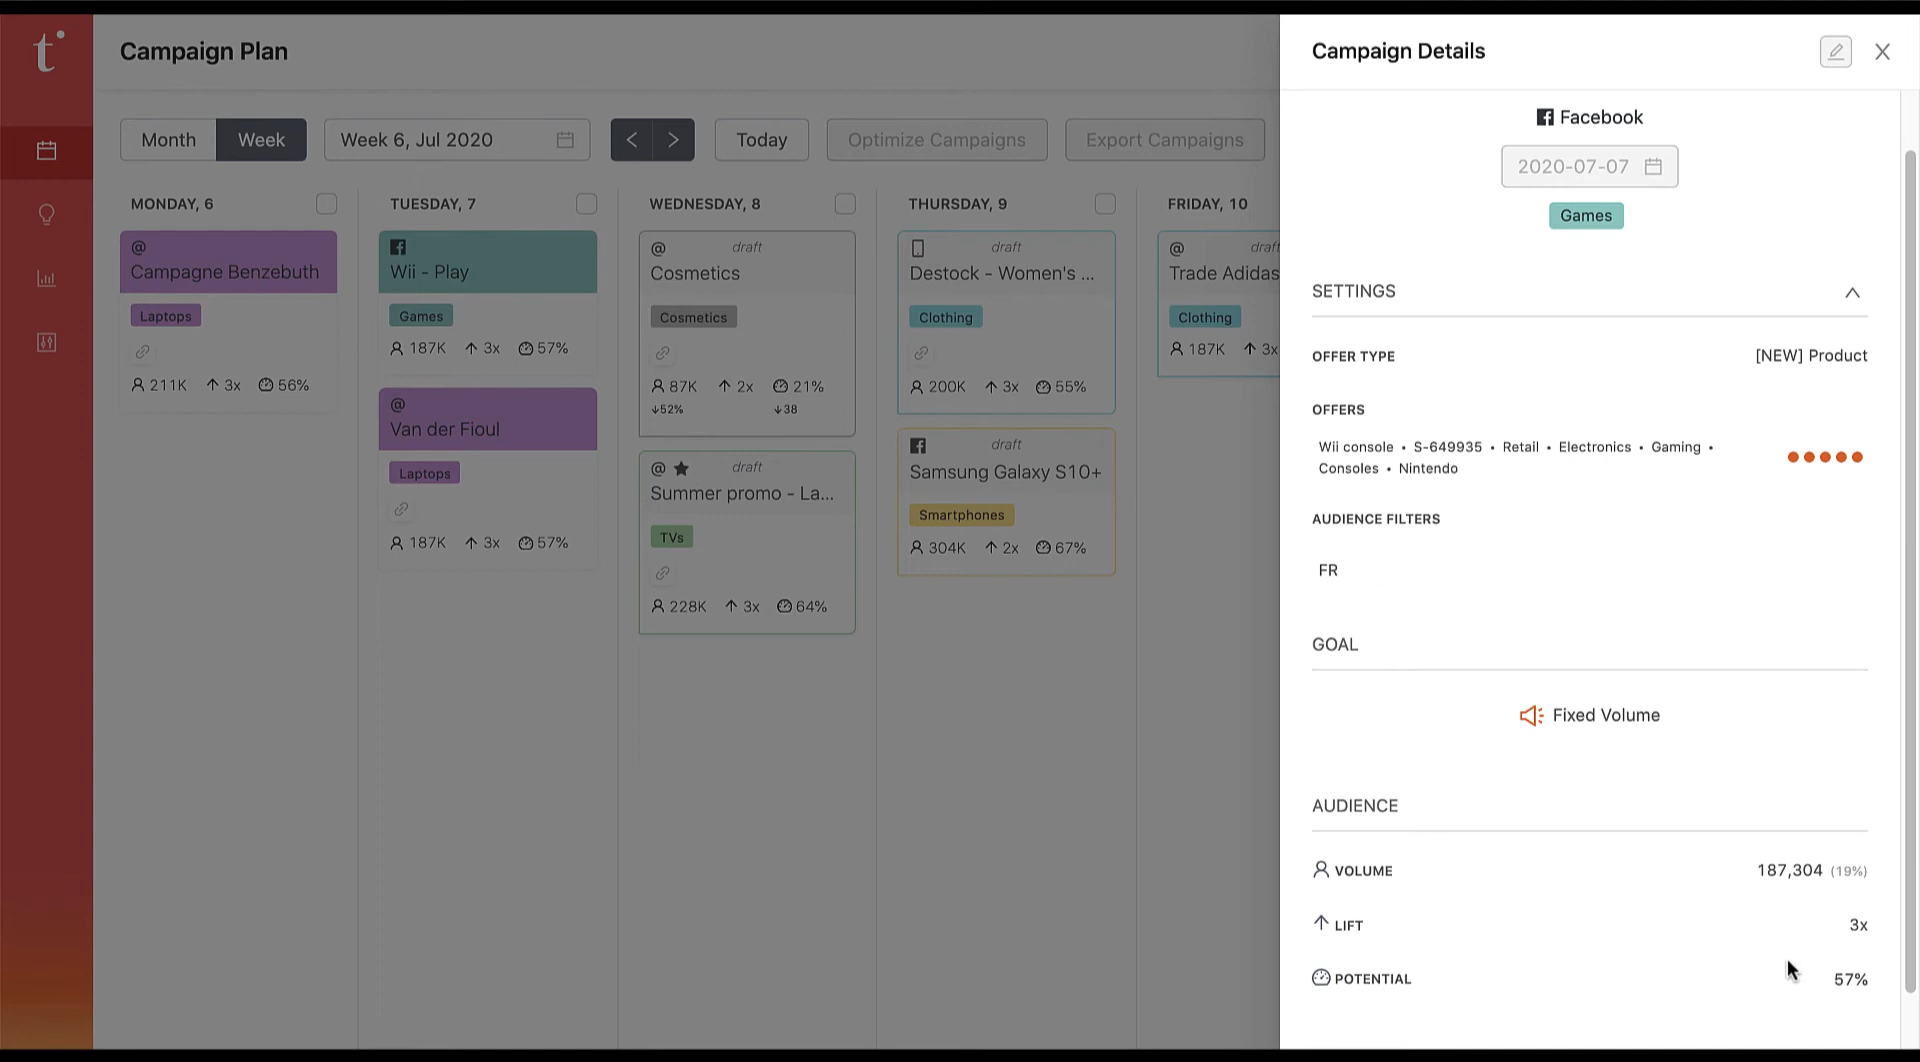 t
Campaign Plan
Month
Week
Week 6, Jul 2020
Today
Optimize Campaigns
Export Campaigns
MONDAY, 6
@
Campagne Benzebuth
Laptops
211K
3x
56%
TUESDAY, 7
Wii - Play
Games
187K
3x
57%
@
Van der Fioul
Laptops
187K
3x
57%
WEDNESDAY, 8
@
draft
Cosmetics
Cosmetics
87K
2x
21%
↓52%
↓38
@
draft
Summer promo - La...
TVs
228K
3x
64%
THURSDAY, 9
draft
Destock - Women's ...
Clothing
200K
3x
55%
draft
Samsung Galaxy S10+
Smartphones
304K
2x
67%
FRIDAY, 10
@
draft
Trade Adidas
Clothing
187K
3x
Campaign Details
Facebook
2020-07-07
Games
SETTINGS
OFFER TYPE
[NEW] Product
OFFERS
Wii console • S-649935 • Retail • Electronics • Gaming •
Consoles • Nintendo
AUDIENCE FILTERS
FR
GOAL
Fixed Volume
AUDIENCE
VOLUME
187,304 (19%)
LIFT
3x
POTENTIAL
57%